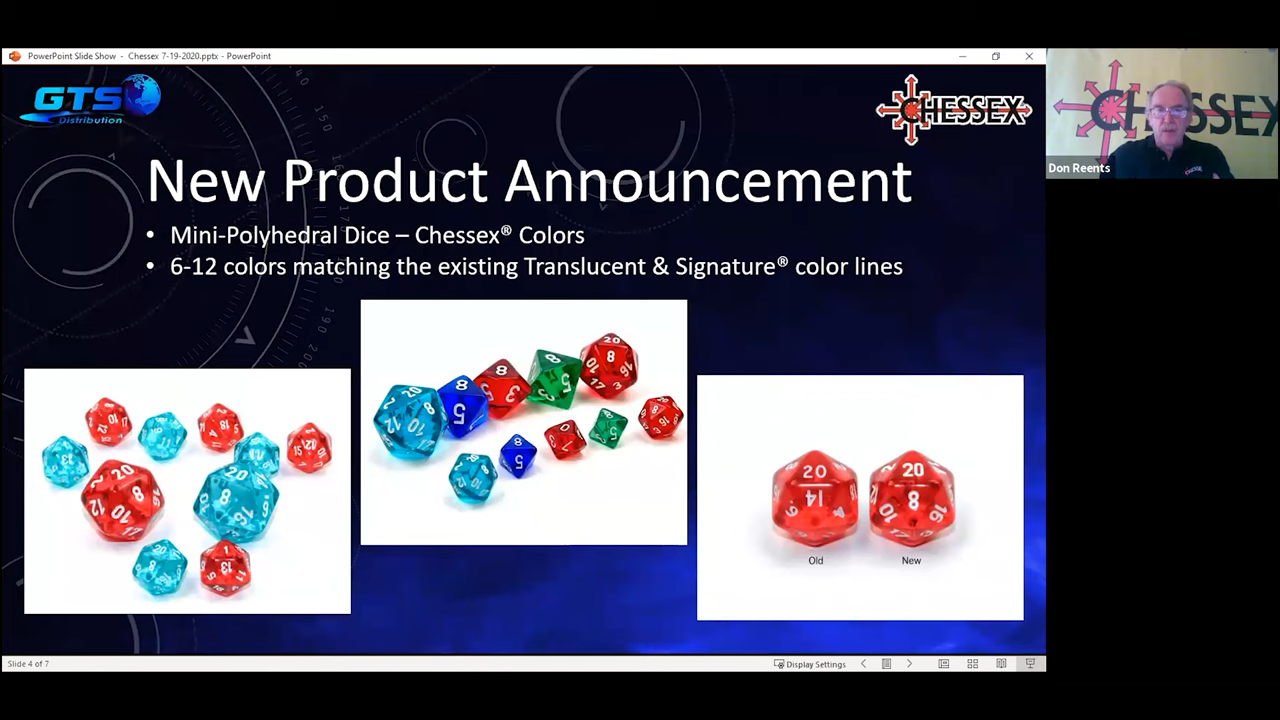 PowerPoint Slide Show - Chessex 7-19-2020.pptx - PowerPoint
GTS
Distribution
CHESSEX
CHESSEX
Don Reents
New Product Announcement
• Mini-Polyhedral Dice – Chessex® Colors
• 6-12 colors matching the existing Translucent & Signature® color lines
Old
New
Slide 4 of 7
Display Settings